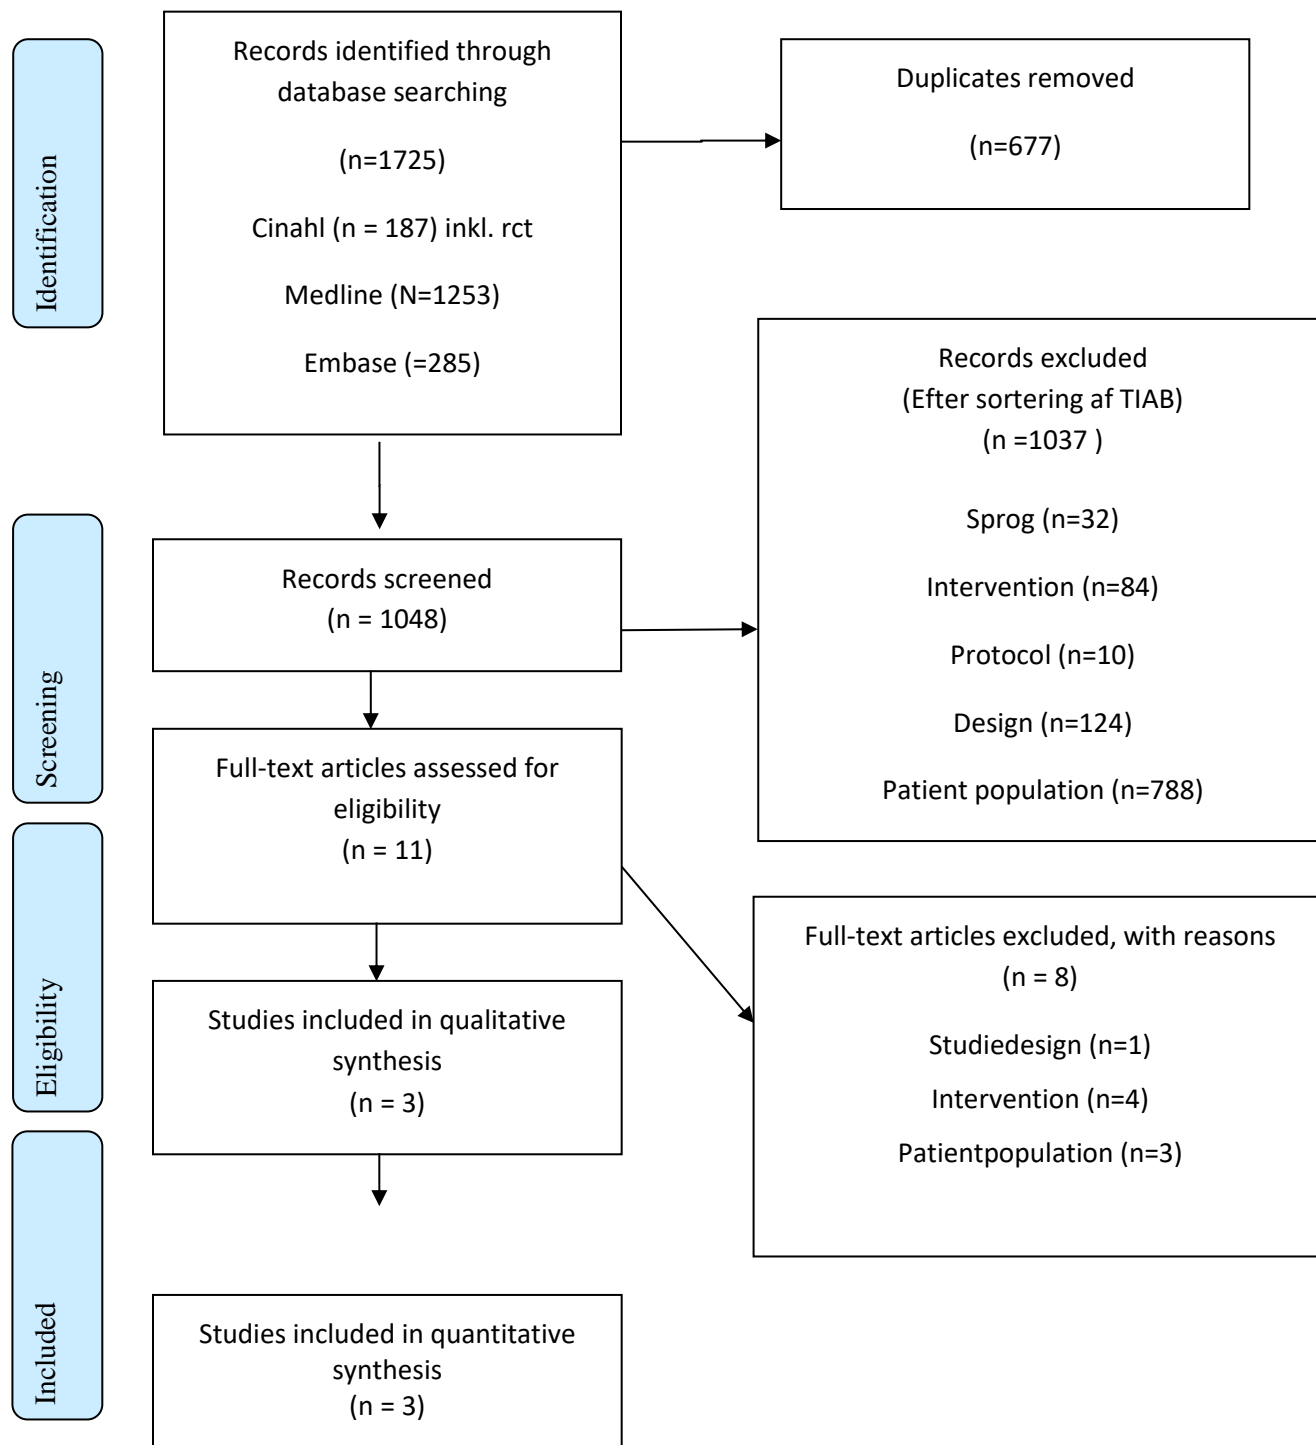 Identification
Records identified through
database searching
(n=1725)
Cinahl (n = 187) inkl. rct
Medline (N=1253)
Embase (=285)
Duplicates removed
(n=677)
Screening
Records screened
(n = 1048)
Records excluded
(Efter sortering af TIAB)
(n =1037 )
Sprog (n=32)
Intervention (n=84)
Protocol (n=10)
Design (n=124)
Patient population (n=788)
Full-text articles assessed for
eligibility
(n = 11)
Eligibility
Full-text articles excluded, with reasons
(n = 8)
Studiedesign (n=1)
Intervention (n=4)
Patientpopulation (n=3)
Studies included in qualitative
synthesis
(n = 3)
Included
Studies included in quantitative
synthesis
(n = 3)